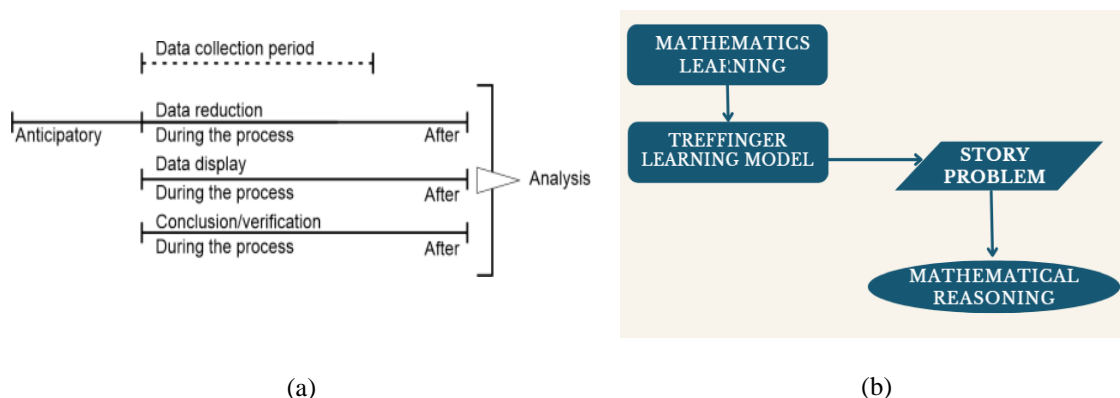 Data collection period
Data reduction
Anticipatory
During the process
After
Data display
During the process
After
Conclusion/verification
During the process
After
Analysis
(a)
MATHEMATICS
LEARNING
TREFFINGER
LEARNING MODEL
STORY
PROBLEM
MATHEMATICAL
REASONING
(b)